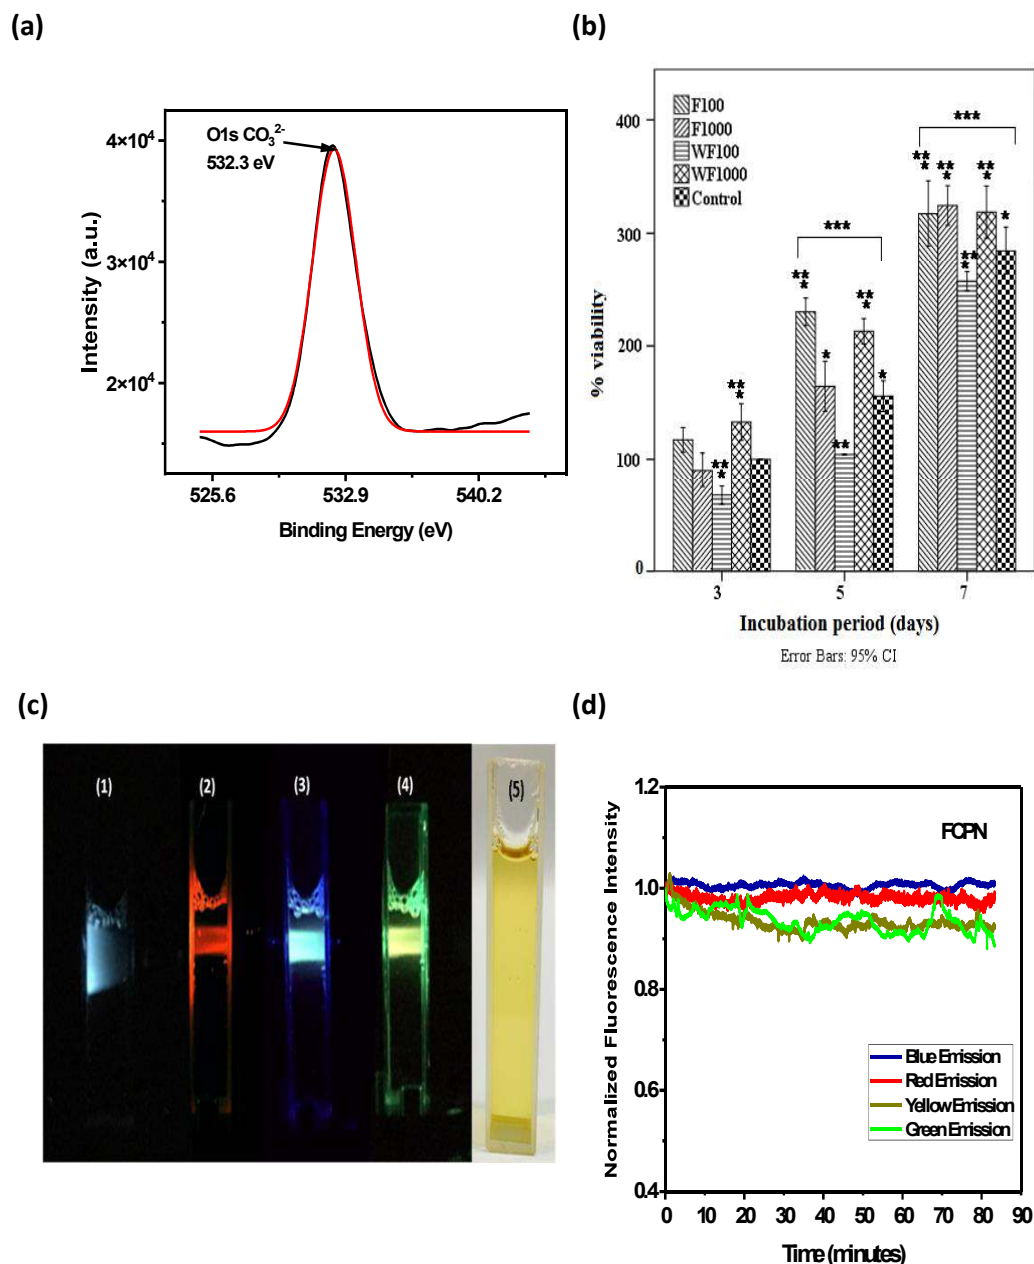 (a)
4×10⁴
3×10⁴
2×10⁴
O1s CO₃²⁻
532.3 eV
Intensity (a.u.)
525.6
532.9
540.2
Binding Energy (eV)
(b)
400
300
200
100
0
% viability
F100
F1000
WF100
WF1000
Control
***
***
***
***
***
***
*
***
*
**
***
*
***
***
3
5
7
Incubation period (days)
Error Bars: 95% CI
(c)
(1)
(2)
(3)
(4)
(5)
(d)
1.2
1.0
0.8
0.6
0.4
Normalized Fluorescence Intensity
FCPN
Blue Emission
Red Emission
Yellow Emission
Green Emission
0
10
20
30
40
50
60
70
80
90
Time (minutes)